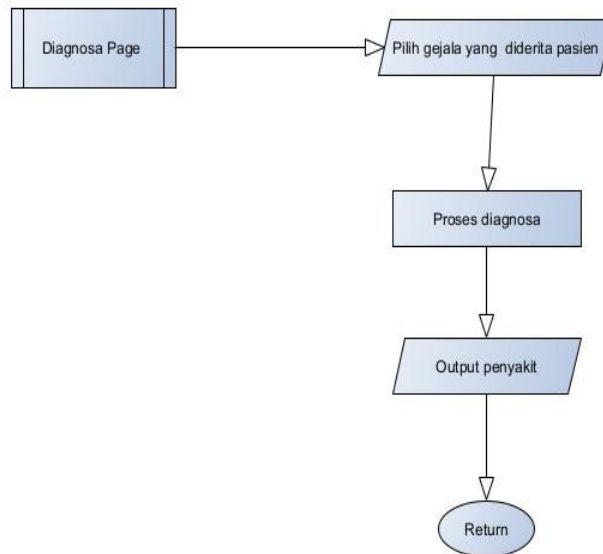 Diagnosa Page
Pilih gejala yang diderita pasien
Proses diagnosa
Output penyakit
Return